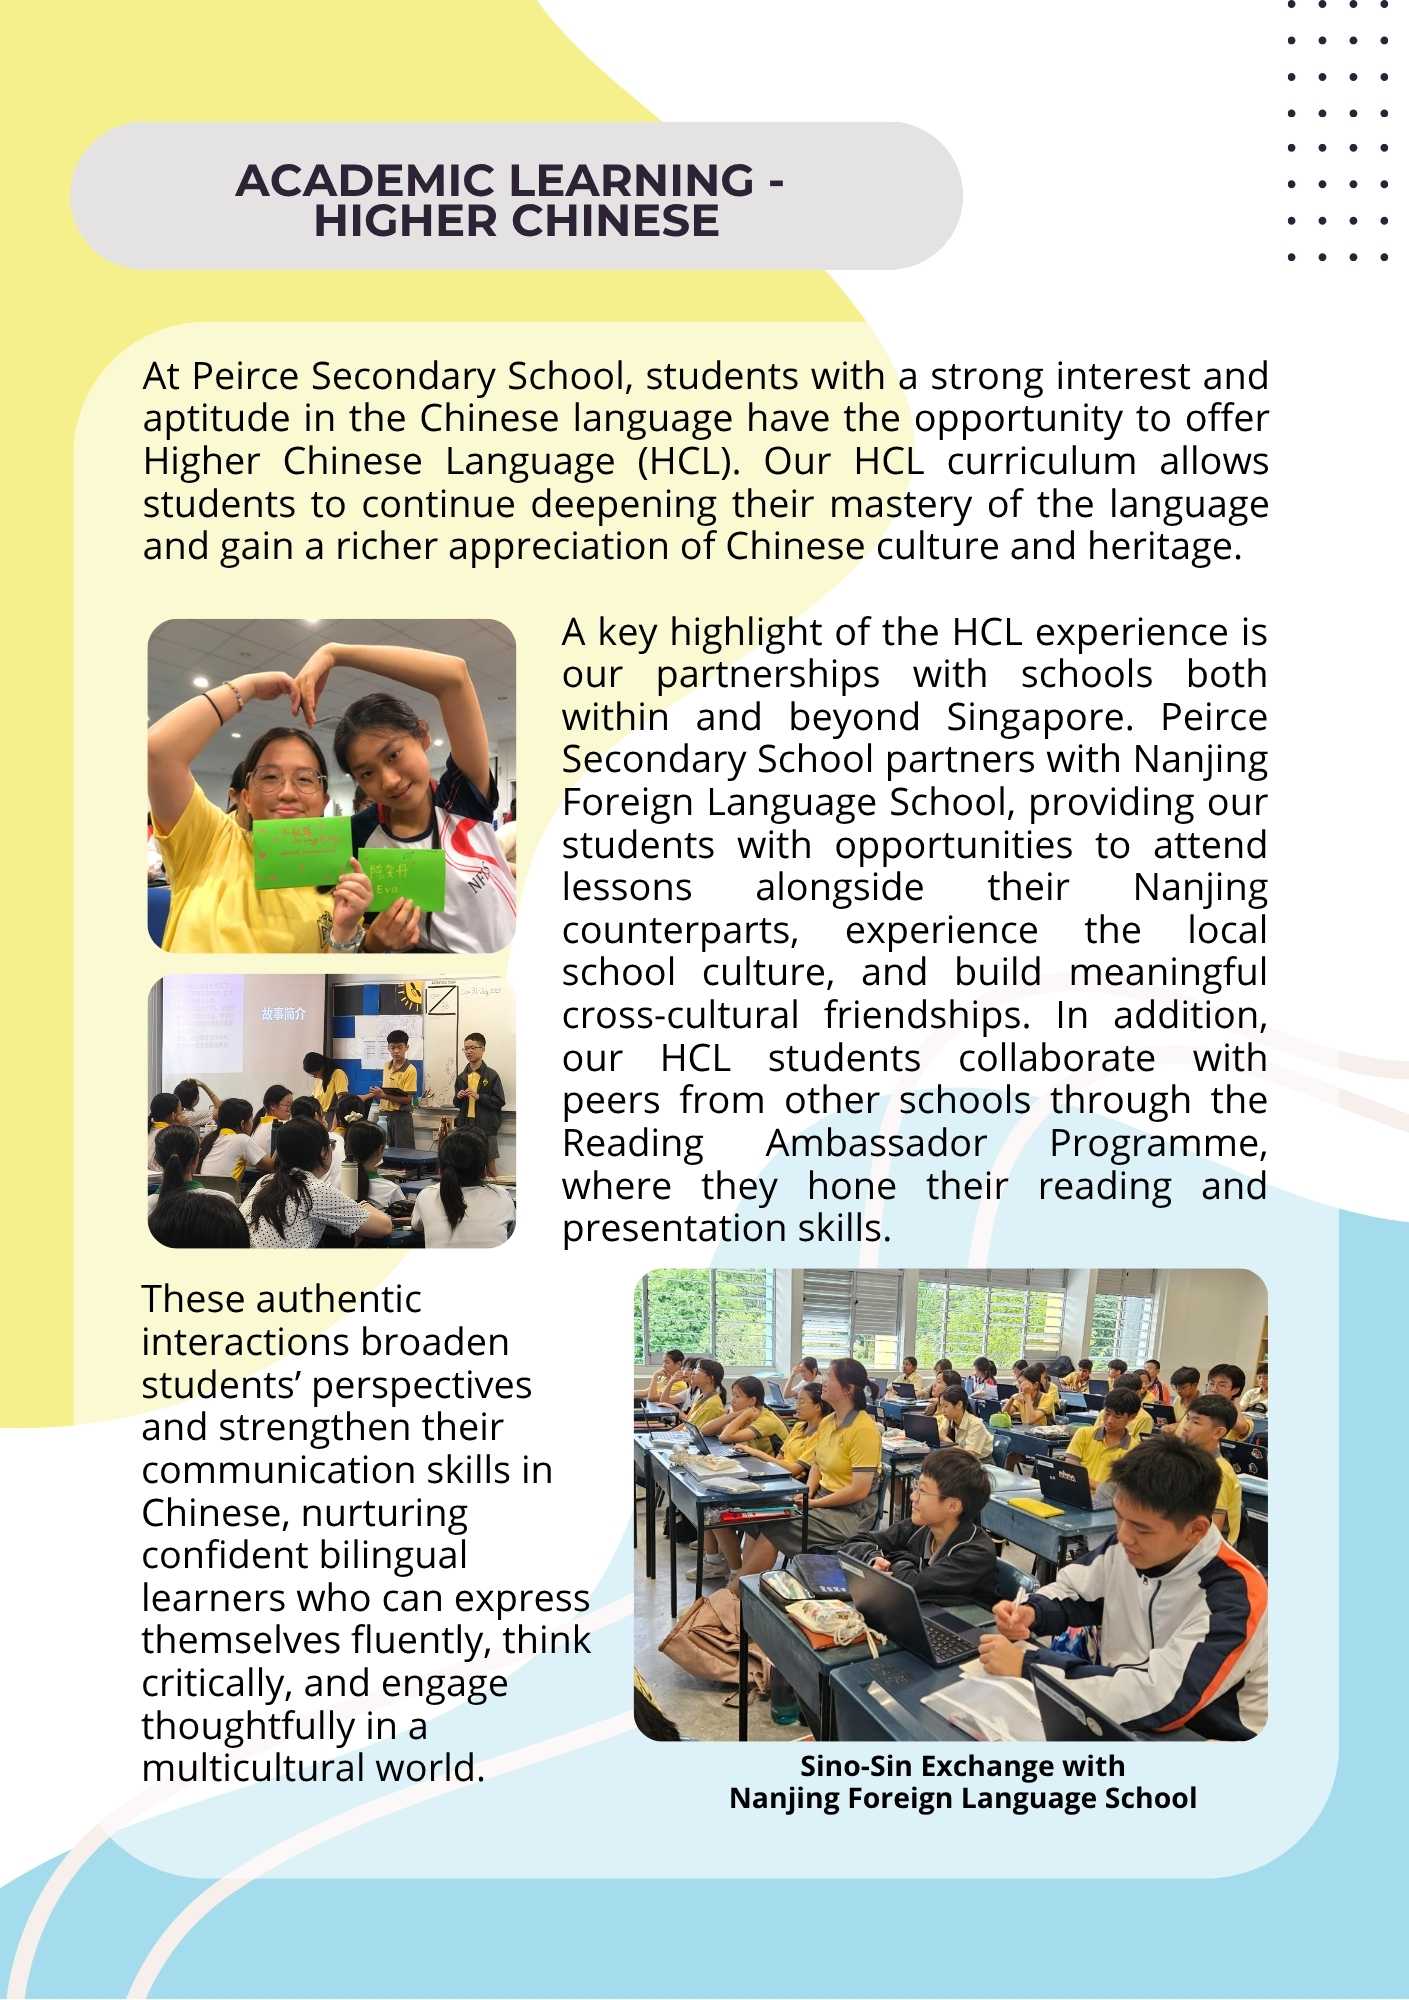 ACADEMIC LEARNING -
HIGHER CHINESE
At Peirce Secondary School, students with a strong interest and
aptitude in the Chinese language have the opportunity to offer
Higher Chinese Language (HCL). Our HCL curriculum allows
students to continue deepening their mastery of the language
and gain a richer appreciation of Chinese culture and heritage.
A key highlight of the HCL experience is
our partnerships with schools both
within and beyond Singapore. Peirce
Secondary School partners with Nanjing
Foreign Language School, providing our
students with opportunities to attend
lessons alongside their Nanjing
counterparts, experience the local
school culture, and build meaningful
cross-cultural friendships. In addition,
our HCL students collaborate with
peers from other schools through the
Reading Ambassador Programme,
where they hone their reading and
presentation skills.
Eva
NFLS
故事简介
These authentic
interactions broaden
students’ perspectives
and strengthen their
communication skills in
Chinese, nurturing
confident bilingual
learners who can express
themselves fluently, think
critically, and engage
thoughtfully in a
multicultural world.
Sino-Sin Exchange with
Nanjing Foreign Language School